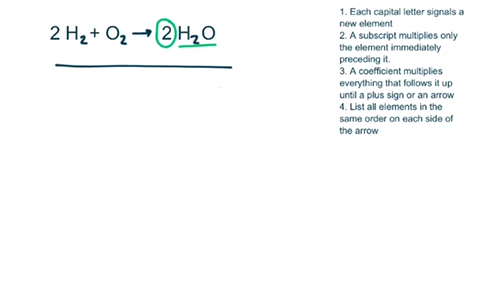 2 H₂ + O₂ → 2 H₂O
1. Each capital letter signals a
new element
2. A subscript multiplies only
the element immediately
preceding it.
3. A coefficient multiplies
everything that follows it up
until a plus sign or an arrow
4. List all elements in the
same order on each side of
the arrow